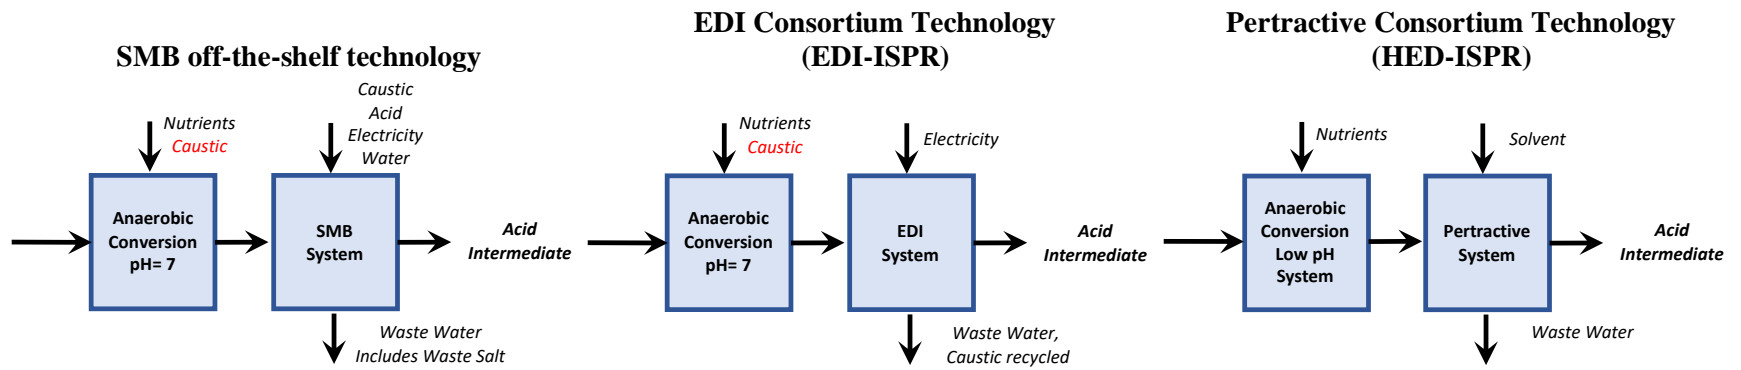 SMB off-the-shelf technology
Nutrients
Caustic
Caustic
Acid
Electricity
Water
Anaerobic
Conversion
pH= 7
SMB
System
Acid
Intermediate
Waste Water
Includes Waste Salt
EDI Consortium Technology
(EDI-ISPR)
Nutrients
Caustic
Electricity
Anaerobic
Conversion
pH= 7
EDI
System
Acid
Intermediate
Waste Water,
Caustic recycled
Pertractive Consortium Technology
(HED-ISPR)
Nutrients
Solvent
Anaerobic
Conversion
Low pH
System
Pertractive
System
Acid
Intermediate
Waste Water